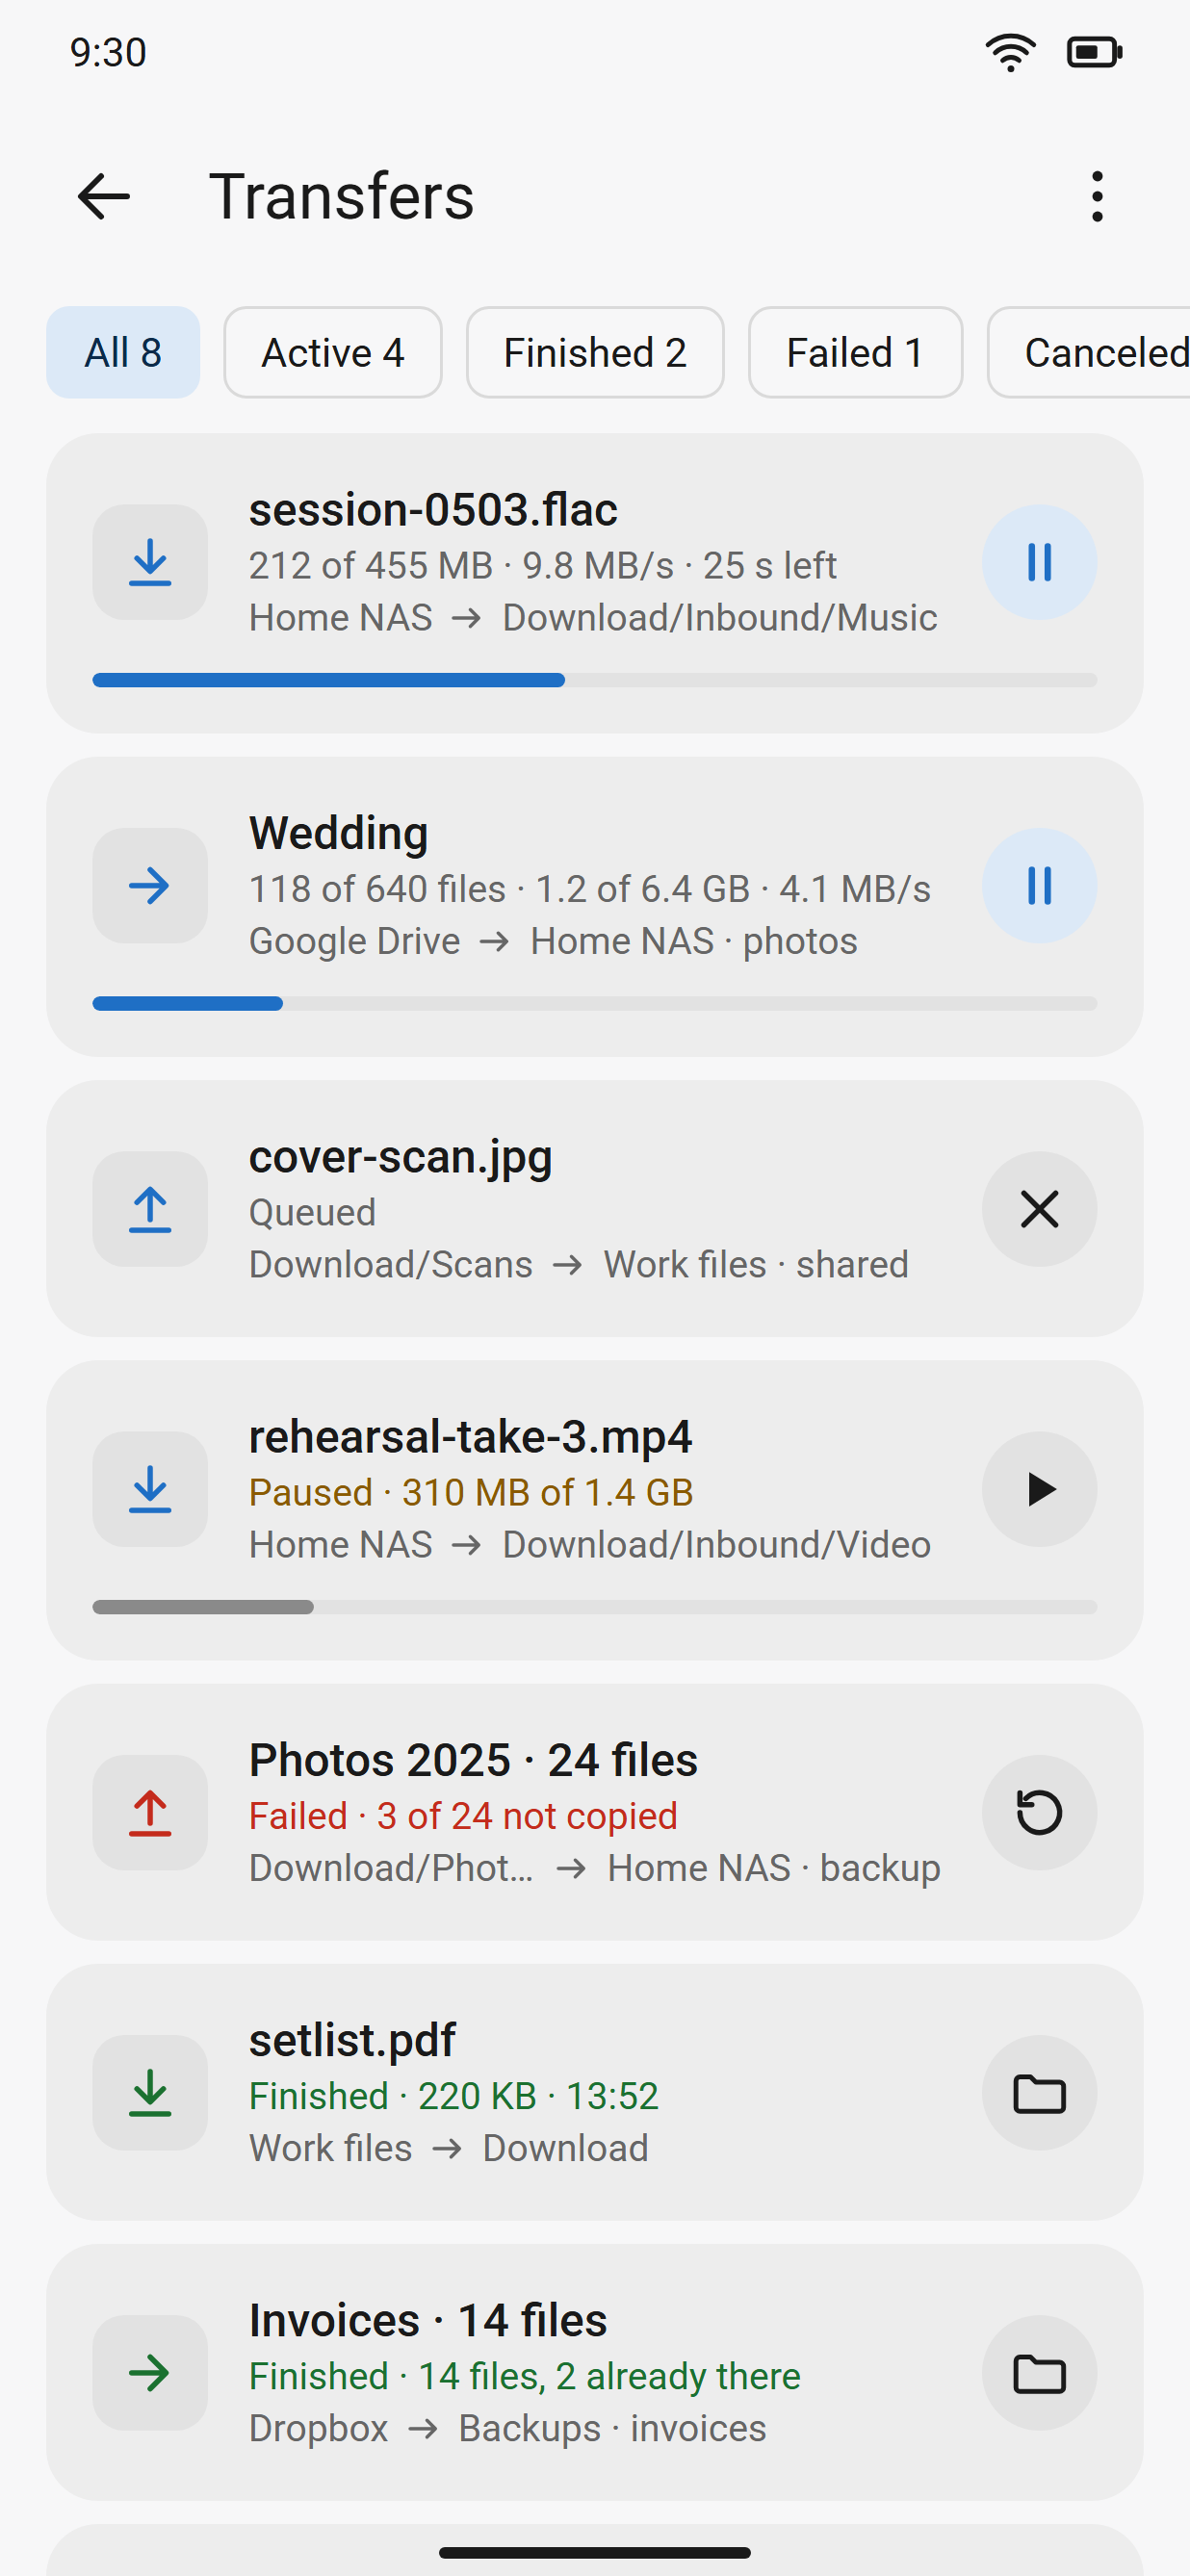 9:30
Transfers
All 8
Active 4
Finished 2
Failed 1
Canceled
session-0503.flac
212 of 455 MB · 9.8 MB/s · 25 s left
Home NAS → Download/Inbound/Music
Wedding
118 of 640 files · 1.2 of 6.4 GB · 4.1 MB/s
Google Drive → Home NAS · photos
cover-scan.jpg
Queued
Download/Scans → Work files · shared
rehearsal-take-3.mp4
Paused · 310 MB of 1.4 GB
Home NAS → Download/Inbound/Video
Photos 2025 · 24 files
Failed · 3 of 24 not copied
Download/Phot... → Home NAS · backup
setlist.pdf
Finished · 220 KB · 13:52
Work files → Download
Invoices · 14 files
Finished · 14 files, 2 already there
Dropbox → Backups · invoices